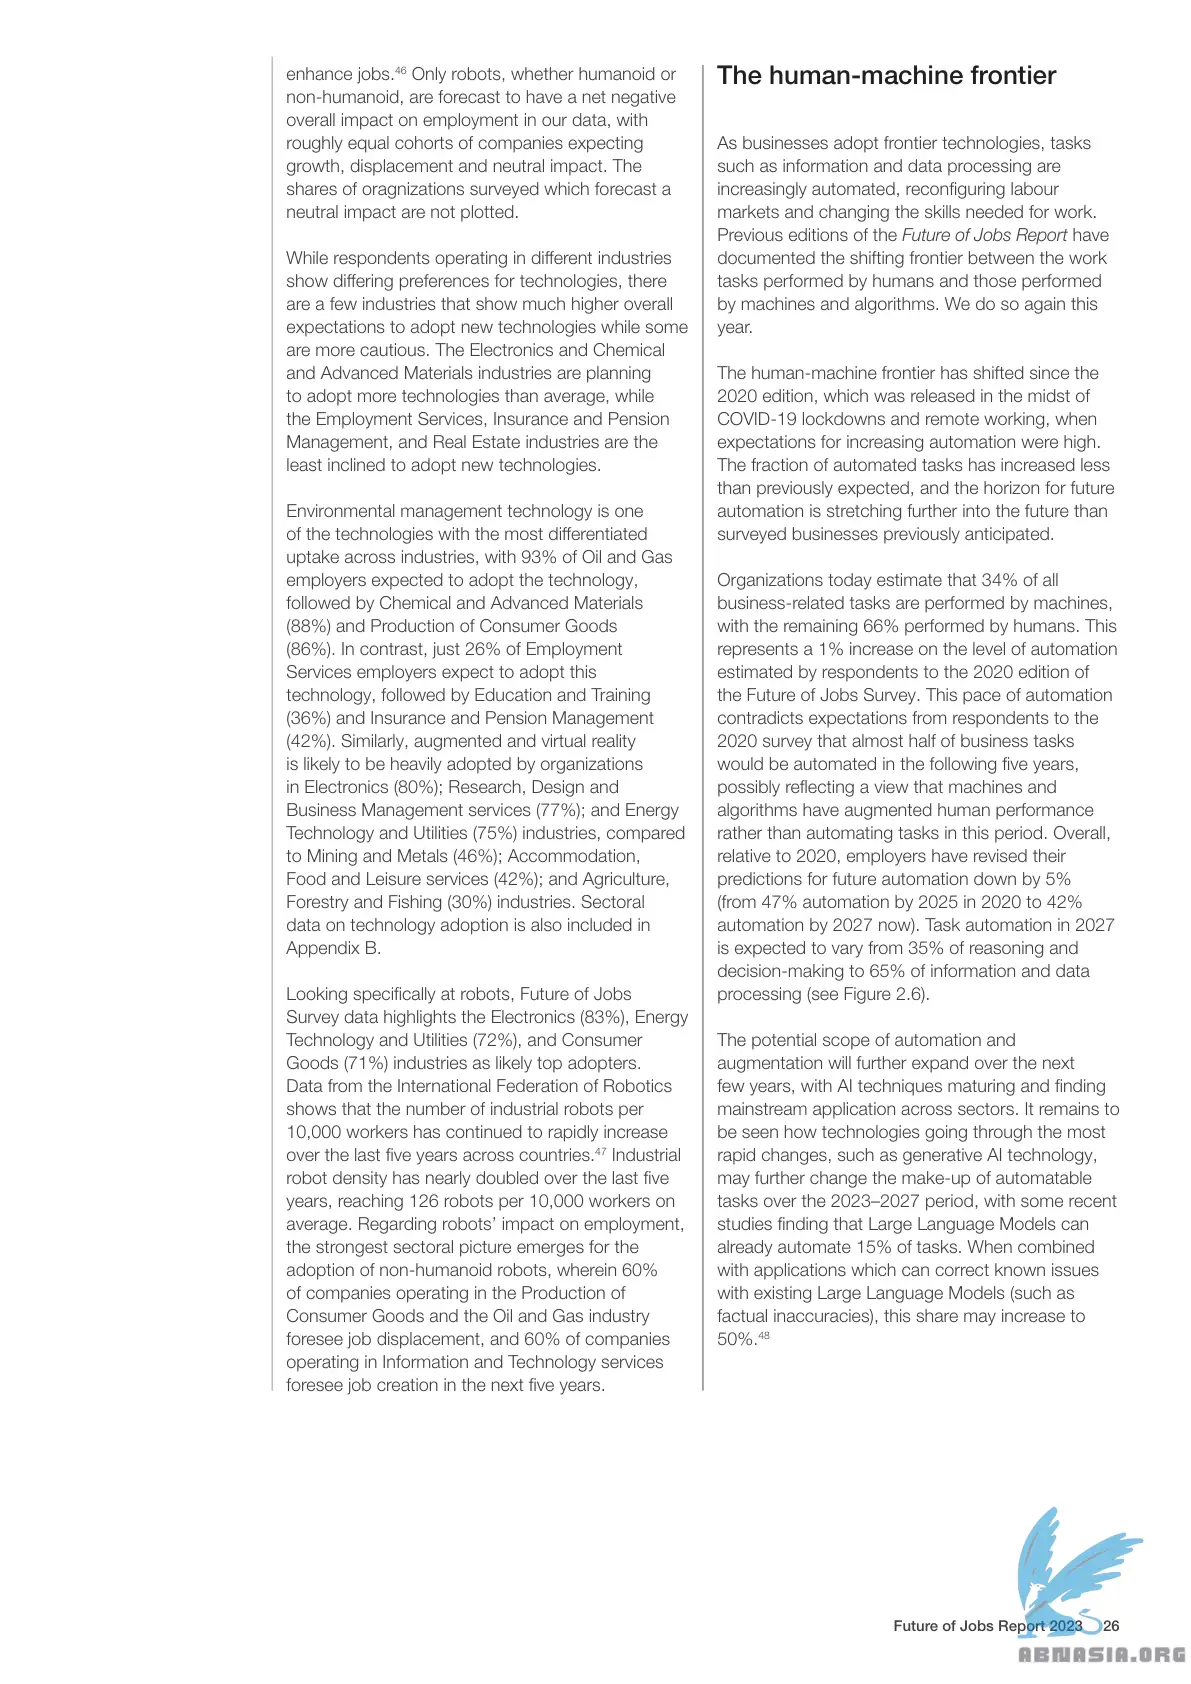 enhance jobs.46 Only robots, whether humanoid or
non-humanoid, are forecast to have a net negative
overall impact on employment in our data, with
roughly equal cohorts of companies expecting
growth, displacement and neutral impact. The
shares of oragnizations surveyed which forecast a
neutral impact are not plotted.
While respondents operating in different industries
show differing preferences for technologies, there
are a few industries that show much higher overall
expectations to adopt new technologies while some
are more cautious. The Electronics and Chemical
and Advanced Materials industries are planning
to adopt more technologies than average, while
the Employment Services, Insurance and Pension
Management, and Real Estate industries are the
least inclined to adopt new technologies.
Environmental management technology is one
of the technologies with the most differentiated
uptake across industries, with 93% of Oil and Gas
employers expected to adopt the technology,
followed by Chemical and Advanced Materials
(88%) and Production of Consumer Goods
(86%). In contrast, just 26% of Employment
Services employers expect to adopt this
technology, followed by Education and Training
(36%) and Insurance and Pension Management
(42%). Similarly, augmented and virtual reality
is likely to be heavily adopted by organizations
in Electronics (80%); Research, Design and
Business Management services (77%); and Energy
Technology and Utilities (75%) industries, compared
to Mining and Metals (46%); Accommodation,
Food and Leisure services (42%); and Agriculture,
Forestry and Fishing (30%) industries. Sectoral
data on technology adoption is also included in
Appendix B.
Looking specifically at robots, Future of Jobs
Survey data highlights the Electronics (83%), Energy
Technology and Utilities (72%), and Consumer
Goods (71%) industries as likely top adopters.
Data from the International Federation of Robotics
shows that the number of industrial robots per
10,000 workers has continued to rapidly increase
over the last five years across countries.47 Industrial
robot density has nearly doubled over the last five
years, reaching 126 robots per 10,000 workers on
average. Regarding robots’ impact on employment,
the strongest sectoral picture emerges for the
adoption of non-humanoid robots, wherein 60%
of companies operating in the Production of
Consumer Goods and the Oil and Gas industry
foresee job displacement, and 60% of companies
operating in Information and Technology services
foresee job creation in the next five years.
The human-machine frontier
As businesses adopt frontier technologies, tasks
such as information and data processing are
increasingly automated, reconfiguring labour
markets and changing the skills needed for work.
Previous editions of the Future of Jobs Report have
documented the shifting frontier between the work
tasks performed by humans and those performed
by machines and algorithms. We do so again this
year.
The human-machine frontier has shifted since the
2020 edition, which was released in the midst of
COVID-19 lockdowns and remote working, when
expectations for increasing automation were high.
The fraction of automated tasks has increased less
than previously expected, and the horizon for future
automation is stretching further into the future than
surveyed businesses previously anticipated.
Organizations today estimate that 34% of all
business-related tasks are performed by machines,
with the remaining 66% performed by humans. This
represents a 1% increase on the level of automation
estimated by respondents to the 2020 edition of
the Future of Jobs Survey. This pace of automation
contradicts expectations from respondents to the
2020 survey that almost half of business tasks
would be automated in the following five years,
possibly reflecting a view that machines and
algorithms have augmented human performance
rather than automating tasks in this period. Overall,
relative to 2020, employers have revised their
predictions for future automation down by 5%
(from 47% automation by 2025 in 2020 to 42%
automation by 2027 now). Task automation in 2027
is expected to vary from 35% of reasoning and
decision-making to 65% of information and data
processing (see Figure 2.6).
The potential scope of automation and
augmentation will further expand over the next
few years, with AI techniques maturing and finding
mainstream application across sectors. It remains to
be seen how technologies going through the most
rapid changes, such as generative AI technology,
may further change the make-up of automatable
tasks over the 2023–2027 period, with some recent
studies finding that Large Language Models can
already automate 15% of tasks. When combined
with applications which can correct known issues
with existing Large Language Models (such as
factual inaccuracies), this share may increase to
50%.48
Future of Jobs Report 2023 26
ABNASIA.ORG